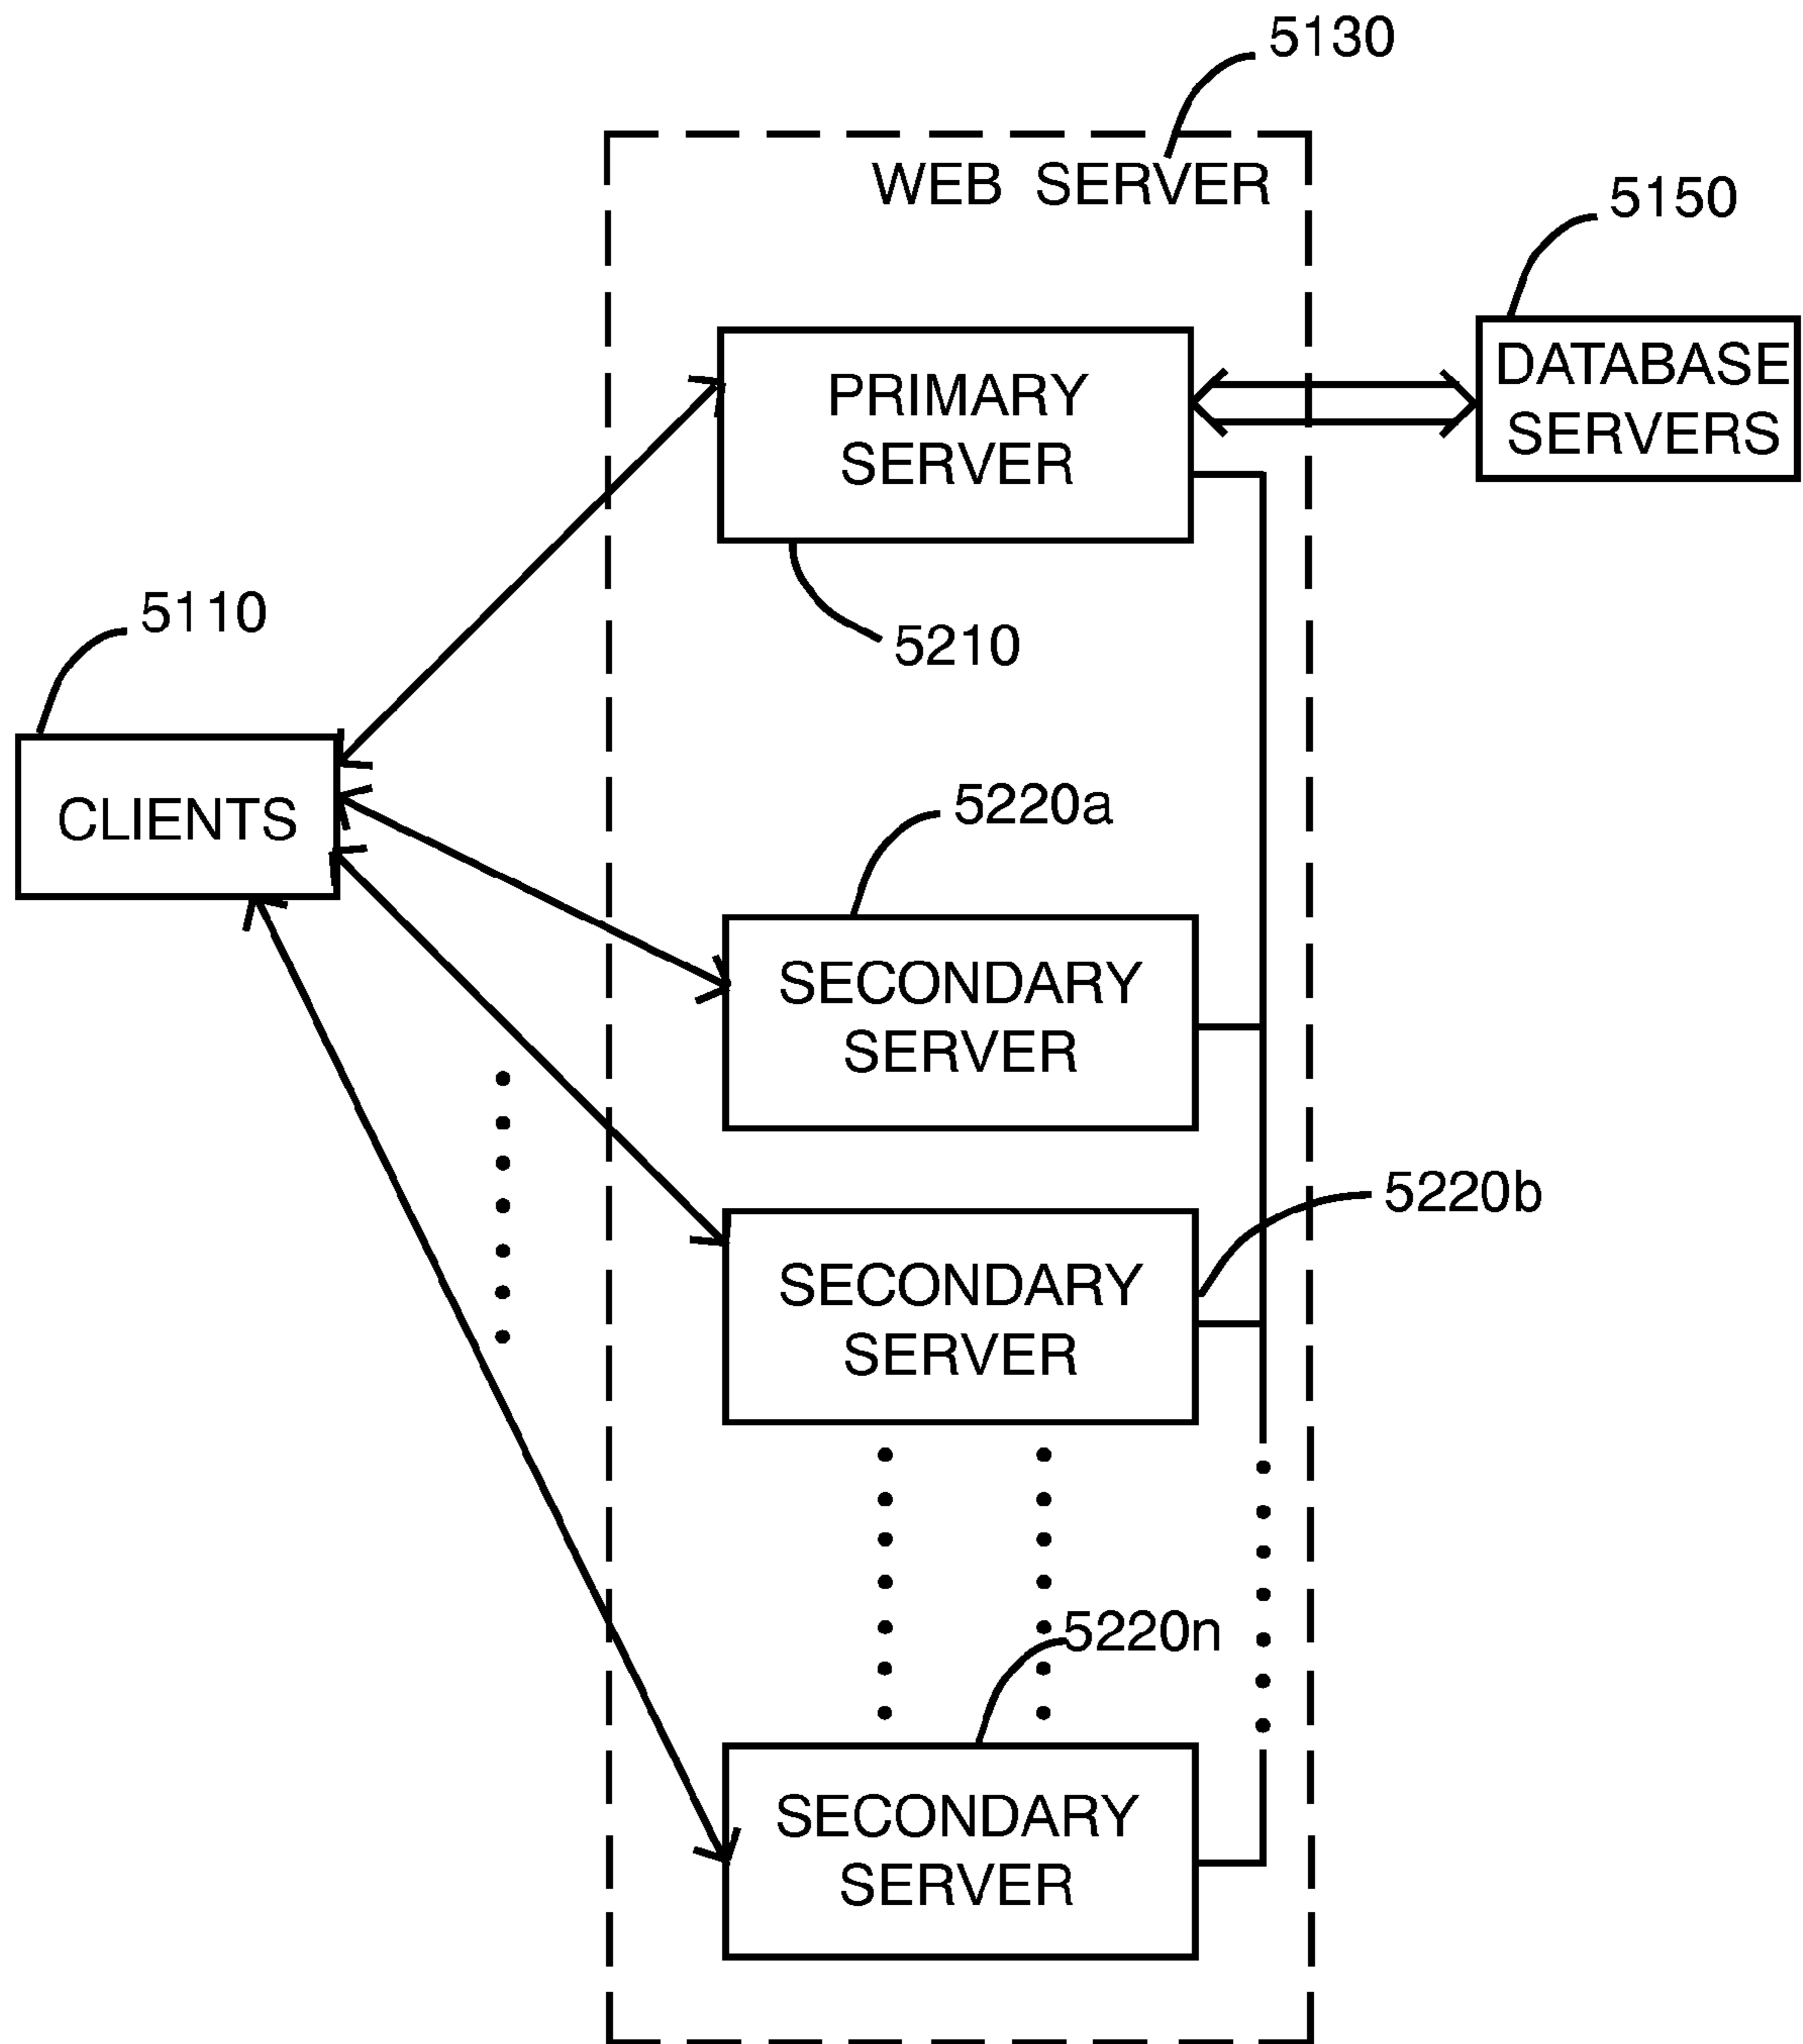 5130
WEB SERVER
5150
DATABASE
SERVERS
PRIMARY
SERVER
5210
5110
CLIENTS
5220a
SECONDARY
SERVER
5220b
SECONDARY
SERVER
5220n
SECONDARY
SERVER